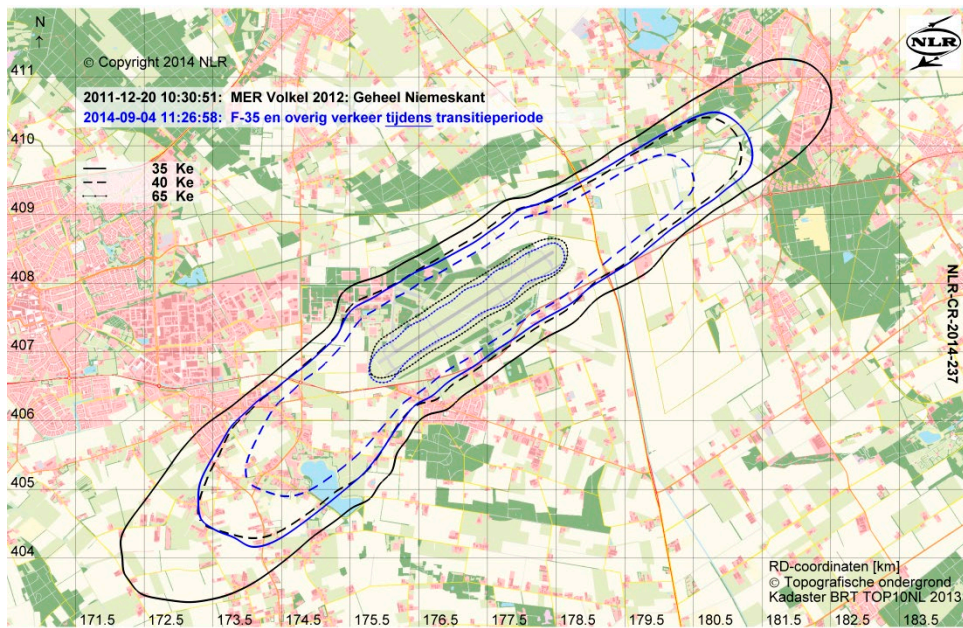 N
© Copyright 2014 NLR
NLR
2011-12-20 10:30:51: MER Volkel 2012: Geheel Niemeskant
2014-09-04 11:26:58: F-35 en overig verkeer tijdens transitieperiode
35 Ke
40 Ke
65 Ke
411
410
409
408
407
406
405
404
NLR-CR-2014-237
RD-coordinaten [km]
© Topografische ondergrond
Kadaster BRT TOP10NL 2013
171.5 172.5 173.5 174.5 175.5 176.5 177.5 178.5 179.5 180.5 181.5 182.5 183.5